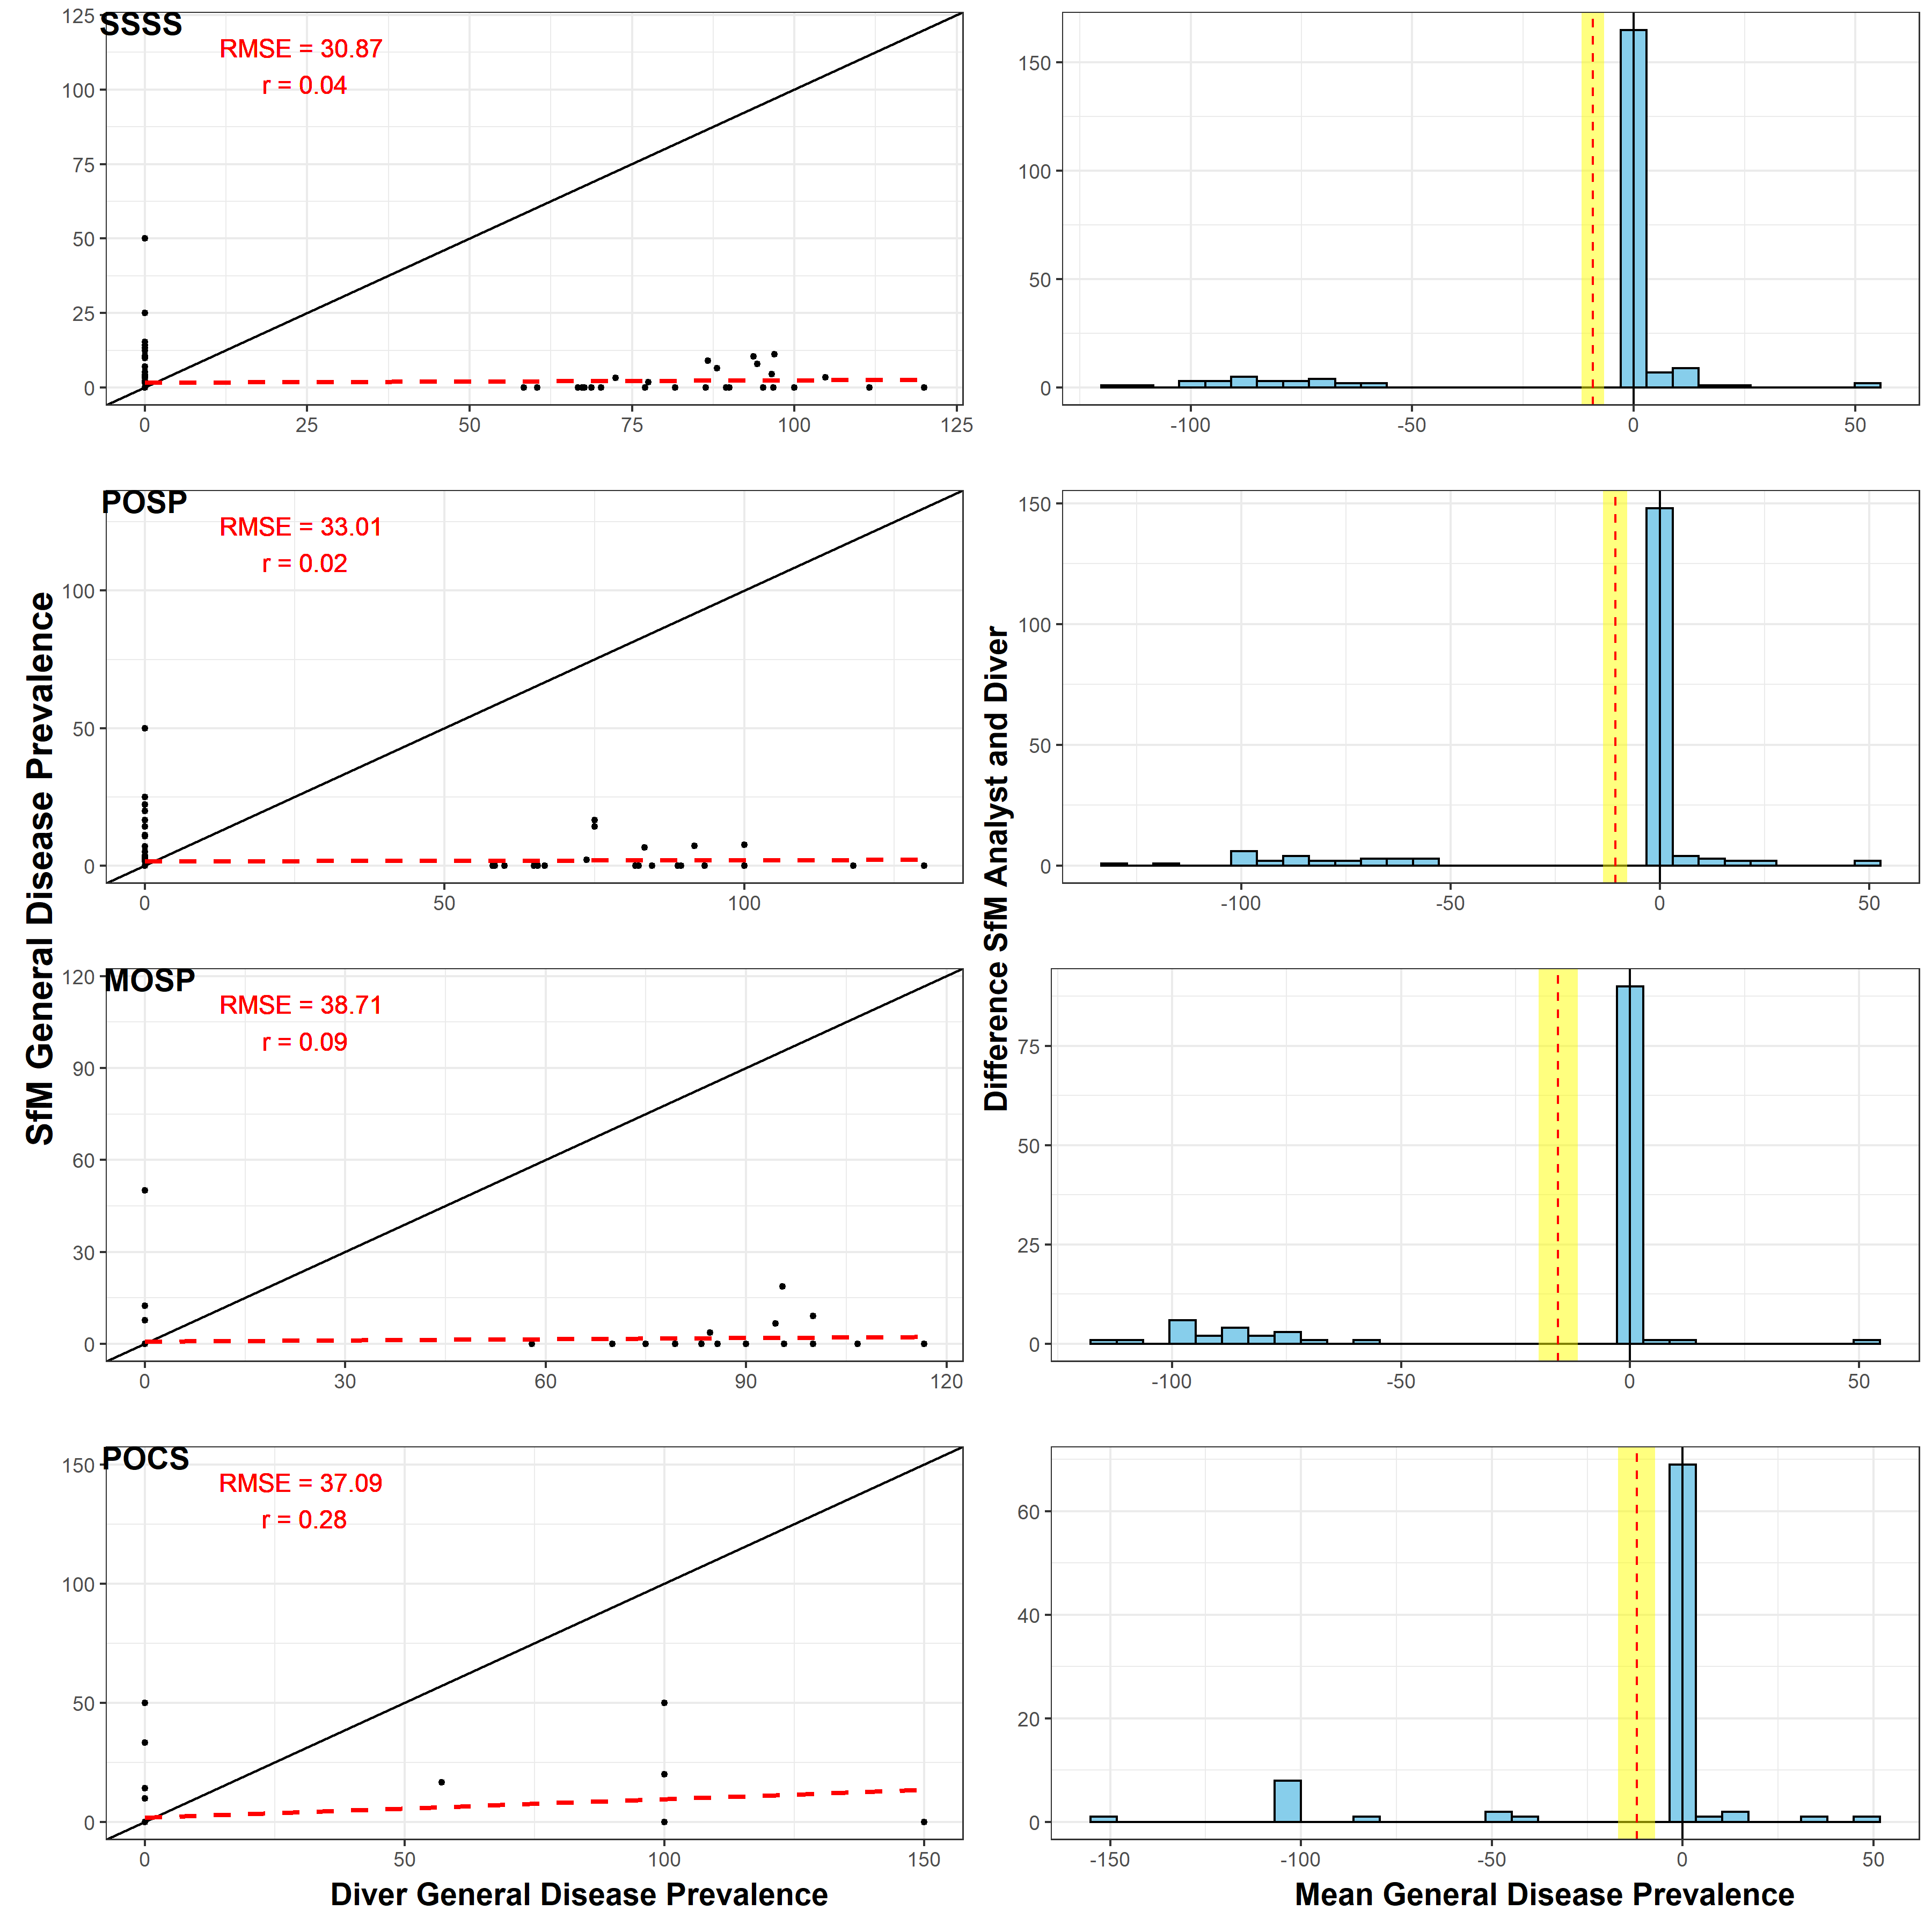 SSSS
RMSE = 30.87
r = 0.04
125
100
75
50
25
0
0 25 50 75 100 125
150
100
50
0
-100 -50 0 50
POSP
RMSE = 33.01
r = 0.02
100
50
0
0 50 100
150
100
50
0
-100 -50 0 50
MOSP
RMSE = 38.71
r = 0.09
120
90
60
30
0
0 30 60 90 120
75
50
25
0
-100 -50 0 50
POCS
RMSE = 37.09
r = 0.28
150
100
50
0
0 50 100 150
60
40
20
0
-150 -100 -50 0 50
SfM General Disease Prevalence
Difference SfM Analyst and Diver
Diver General Disease Prevalence
Mean General Disease Prevalence